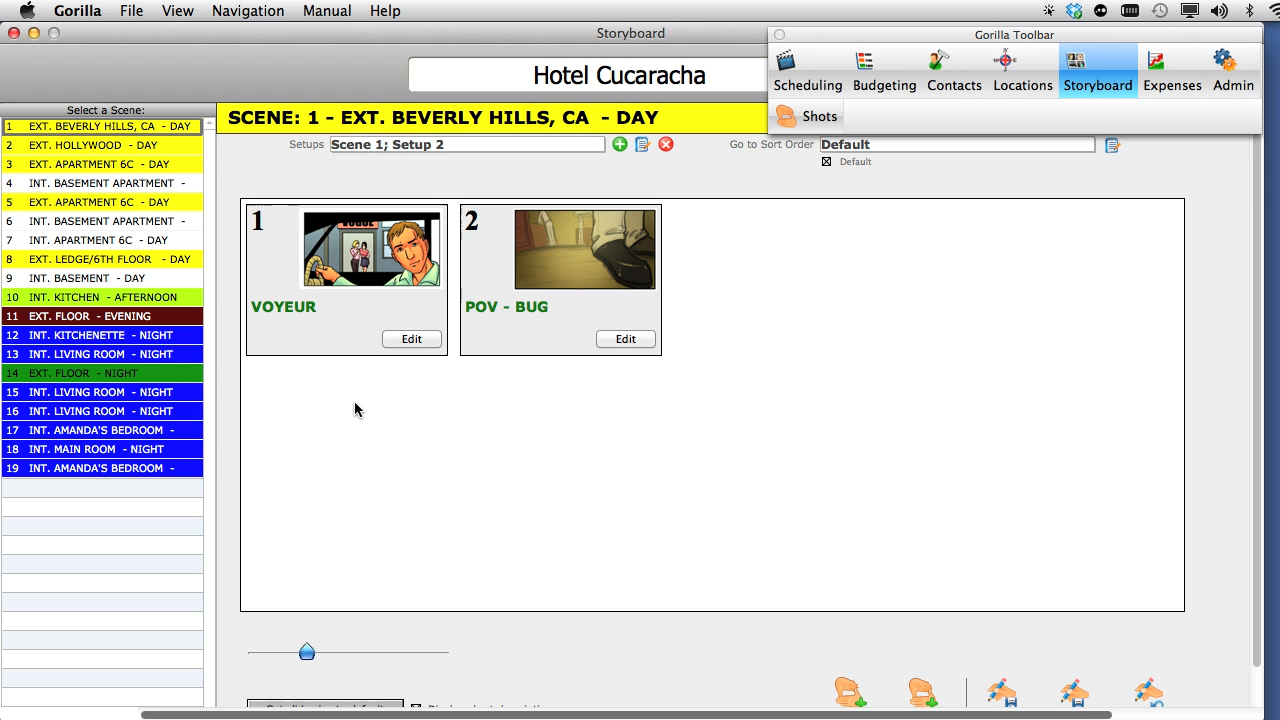 Gorilla File View Navigation Manual Help
Storyboard
Gorilla Toolbar
Hotel Cucaracha
Scheduling Budgeting Contacts Locations Storyboard Expenses Admin
Shots
Select a Scene:
SCENE: 1 - EXT. BEVERLY HILLS, CA - DAY
Setups Scene 1; Setup 2
Go to Sort Order Default
Default
1 EXT. BEVERLY HILLS, CA - DAY
2 EXT. HOLLYWOOD - DAY
3 EXT. APARTMENT 6C - DAY
4 INT. BASEMENT APARTMENT -
5 EXT. APARTMENT 6C - DAY
6 INT. BASEMENT APARTMENT -
7 INT. APARTMENT 6C - DAY
8 EXT. LEDGE/6TH FLOOR - DAY
9 INT. BASEMENT - DAY
10 INT. KITCHEN - AFTERNOON
11 EXT. FLOOR - EVENING
12 INT. KITCHENETTE - NIGHT
13 INT. LIVING ROOM - NIGHT
14 EXT. FLOOR - NIGHT
15 INT. LIVING ROOM - NIGHT
16 INT. LIVING ROOM - NIGHT
17 INT. AMANDA'S BEDROOM -
18 INT. MAIN ROOM - NIGHT
19 INT. AMANDA'S BEDROOM -
1
VOYEUR
Edit
2
POV - BUG
Edit